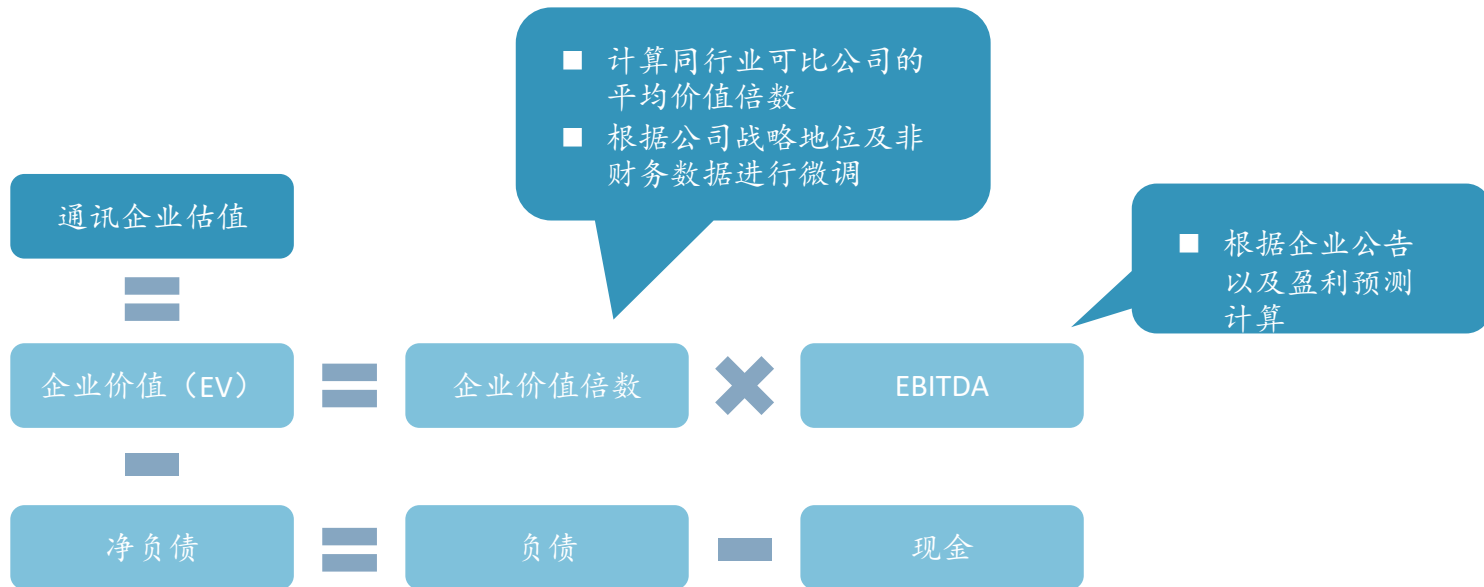 计算同行业可比公司的
平均价值倍数
根据公司战略地位及非
财务数据进行微调
通讯企业估值
根据企业公告
以及盈利预测
计算
企业价值（EV）
企业价值倍数
EBITDA
净负债
负债
现金